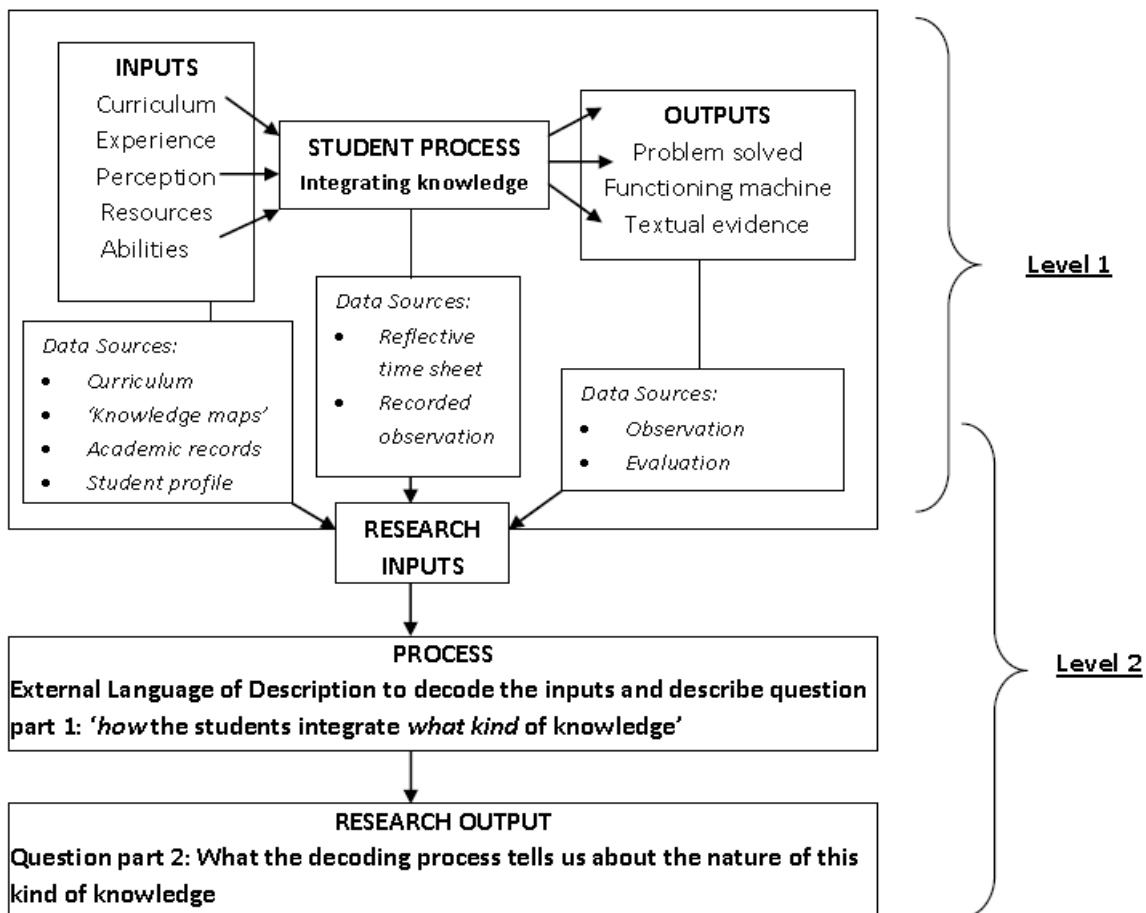 INPUTS
Curriculum
Experience
Perception
Resources
Abilities
STUDENT PROCESS
Integrating knowledge
OUTPUTS
Problem solved
Functioning machine
Textual evidence
Level 1
Data Sources:
• Curriculum
• ‘Knowledge maps’
• Academic records
• Student profile
Data Sources:
• Reflective
time sheet
• Recorded
observation
Data Sources:
• Observation
• Evaluation
RESEARCH
INPUTS
PROCESS
External Language of Description to decode the inputs and describe question
part 1: ‘how the students integrate what kind of knowledge’
Level 2
RESEARCH OUTPUT
Question part 2: What the decoding process tells us about the nature of this
kind of knowledge